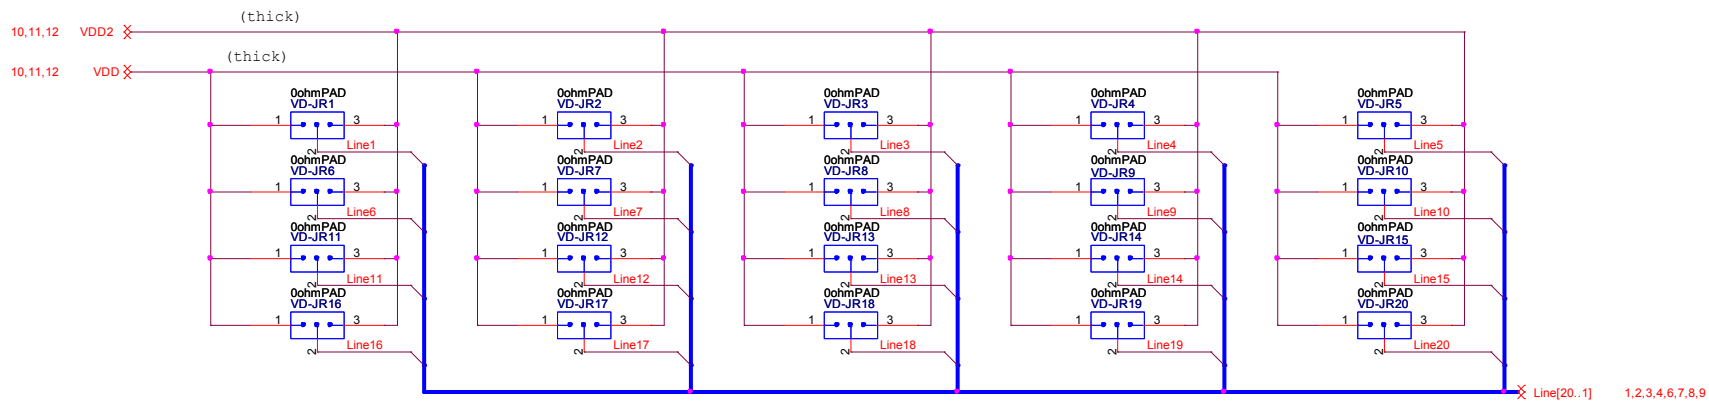 (thick)
10,11,12 VDD2
(thick)
10,11,12 VDD
0ohmPAD 0ohmPAD 0ohmPAD 0ohmPAD 0ohmPAD
VD-JR1 VD-JR2 VD-JR3 VD-JR4 VD-JR5
1 3 1 3 1 3 1 3 1 3
2 Line1 2 Line2 2 Line3 2 Line4 2 Line5
0ohmPAD 0ohmPAD 0ohmPAD 0ohmPAD 0ohmPAD
VD-JR6 VD-JR7 VD-JR8 VD-JR9 VD-JR10
1 3 1 3 1 3 1 3 1 3
2 Line6 2 Line7 2 Line8 2 Line9 2 Line10
0ohmPAD 0ohmPAD 0ohmPAD 0ohmPAD 0ohmPAD
VD-JR11 VD-JR12 VD-JR13 VD-JR14 VD-JR15
1 3 1 3 1 3 1 3 1 3
2 Line11 2 Line12 2 Line13 2 Line14 2 Line15
0ohmPAD 0ohmPAD 0ohmPAD 0ohmPAD 0ohmPAD
VD-JR16 VD-JR17 VD-JR18 VD-JR19 VD-JR20
1 3 1 3 1 3 1 3 1 3
2 Line16 2 Line17 2 Line18 2 Line19 2 Line20
Line[20..1] 1,2,3,4,6,7,8,9